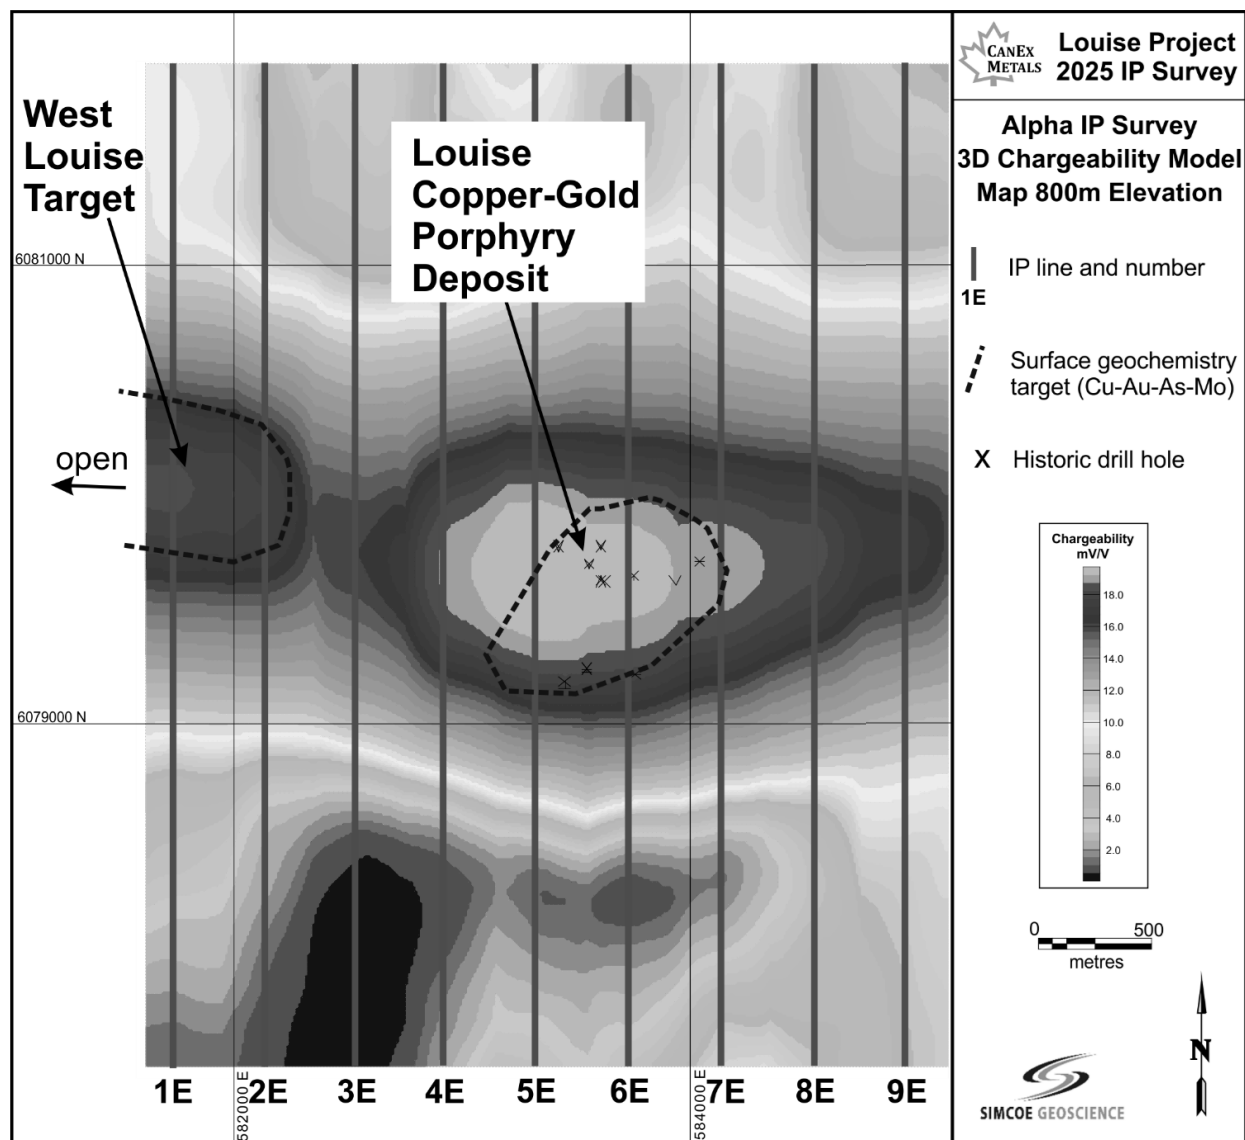 West
Louise
Target
Louise
Copper-Gold
Porphyry
Deposit
6081000 N
open
6079000 N
1E
2E
3E
4E
5E
6E
7E
8E
9E
582000 E
584000 E
CANEX
METALS
Louise Project
2025 IP Survey
Alpha IP Survey
3D Chargeability Model
Map 800m Elevation
IP line and number
1E
Surface geochemistry
target (Cu-Au-As-Mo)
X Historic drill hole
Chargeability
mV/V
18.0
16.0
14.0
12.0
10.0
8.0
6.0
4.0
2.0
0 500
metres
N
SIMCOE GEOSCIENCE